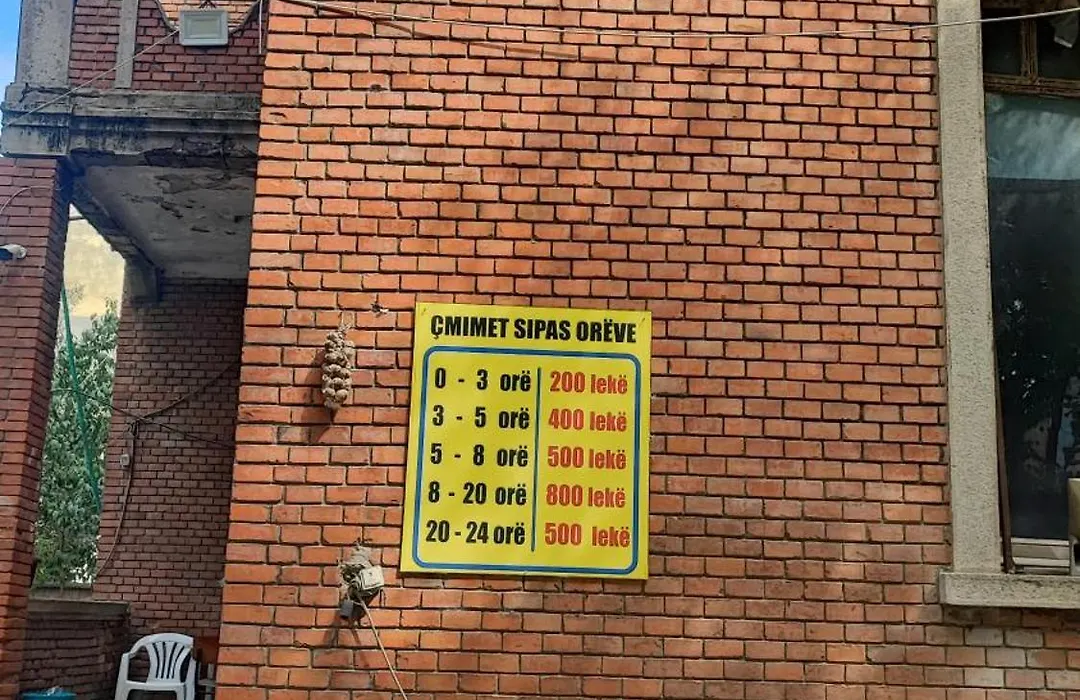 ÇMIMET SIPAS ORËVE
0 - 3 orë 200 lekë
3 - 5 orë 400 lekë
5 - 8 orë 500 lekë
8 - 20 orë 800 lekë
20 - 24 orë 500 lekë